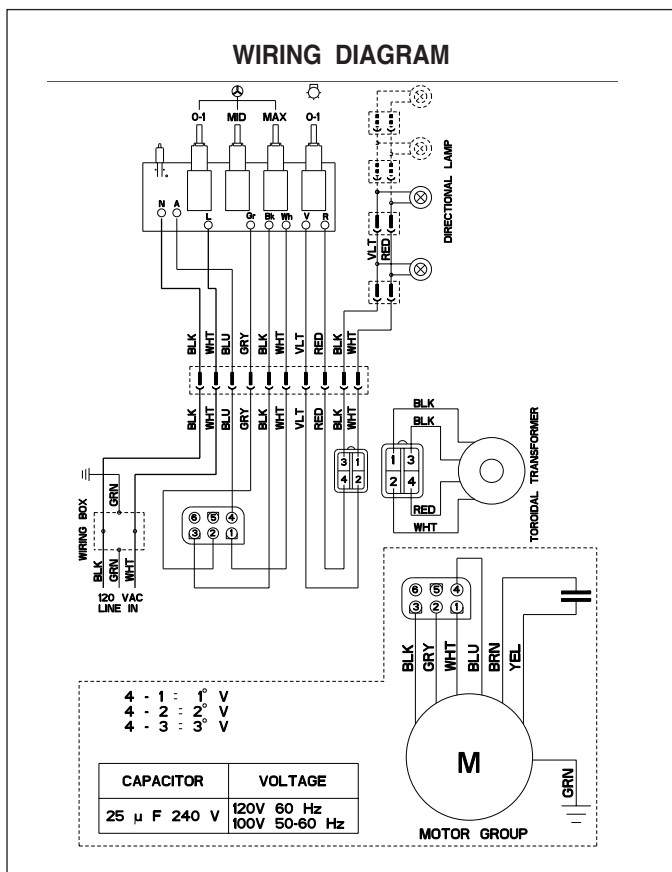 WIRING DIAGRAM
0-1 MID MAX 0-1
DIRECTIONAL LAMP
N A L Gr Bk Wh V R
VLT RED
BLK WHT BLU GRY BLK WHT VLT RED BLK WHT
BLK WHT BLU GRY BLK WHT VLT RED BLK WHT
BLK
BLK
3 1
4 2
1 3
2 4
RED
WHT
TOROIDAL TRANSFORMER
GRN
WIRING BOX
6 5 4
3 2 1
BLK GRN WHT
120 VAC
LINE IN
6 5 4
3 2 1
BLK GRY WHT BLU BRN YEL
4 - 1 = 1° V
4 - 2 = 2° V
4 - 3 = 3° V
M
GRN
CAPACITOR VOLTAGE
25 µ F 240 V
120V 60 Hz
100V 50-60 Hz
MOTOR GROUP